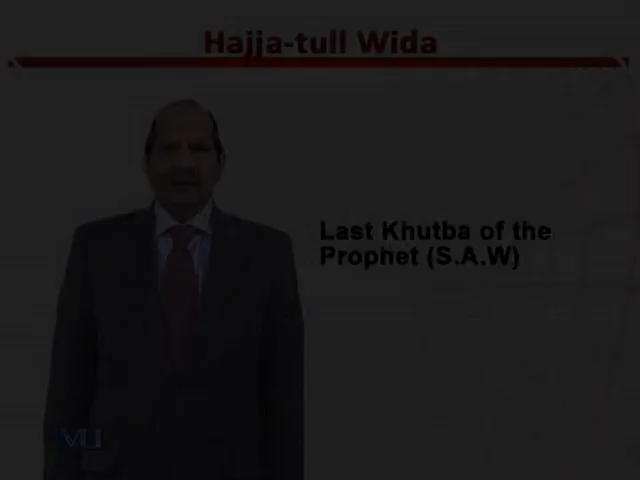 Hajja-tull Wida
Last Khutba of the
Prophet (S.A.W)
VU